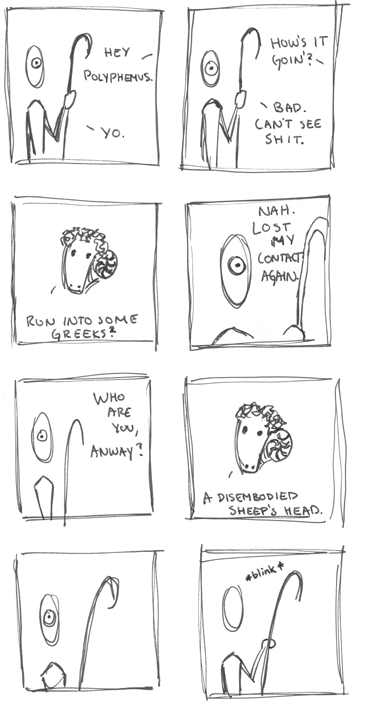 HEY
POLYPHEMUS.
YO.
HOW'S IT
GOIN'?
BAD.
CAN'T SEE
SHIT.
RUN INTO SOME
GREEKS?
NAH.
LOST
MY
CONTACT
AGAIN.
WHO
ARE
YOU,
ANWAY?
A DISEMBODIED
SHEEP'S HEAD.
*blink*